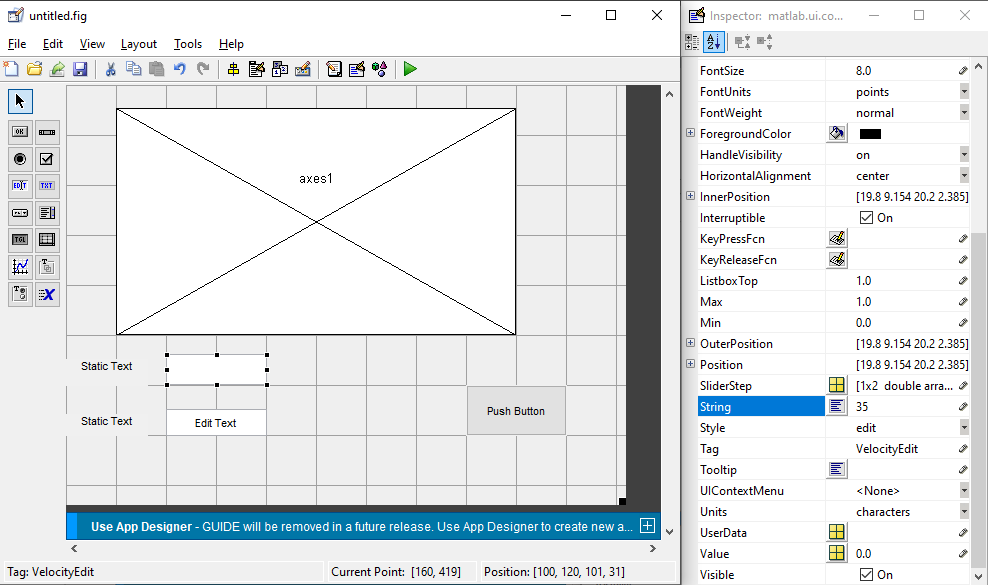 untitled.fig
File Edit View Layout Tools Help
OK
EDIT TXT
TGL
X
axes1
Static Text
Static Text
Edit Text
Push Button
Use App Designer - GUIDE will be removed in a future release. Use App Designer to create new a...
Tag: VelocityEdit Current Point: [160, 419] Position: [100, 120, 101, 31]
Inspector: matlab.ui.co...
FontSize 8.0
FontUnits points
FontWeight normal
ForegroundColor
HandleVisibility on
HorizontalAlignment center
InnerPosition [19.8 9.154 20.2 2.385]
Interruptible On
KeyPressFcn
KeyReleaseFcn
ListboxTop 1.0
Max 1.0
Min 0.0
OuterPosition [19.8 9.154 20.2 2.385]
Position [19.8 9.154 20.2 2.385]
SliderStep [1x2 double arra...
String 35
Style edit
Tag VelocityEdit
Tooltip
UIContextMenu <None>
Units characters
UserData
Value 0.0
Visible On